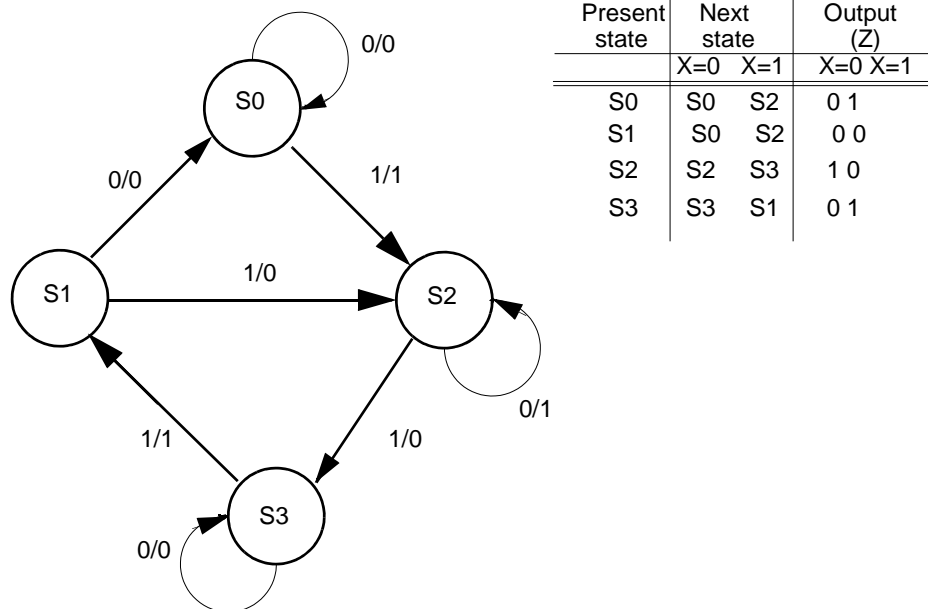 0/0
S0
1/1
0/0
S1
1/0
S2
0/1
1/1
1/0
S3
0/0
Present Next Output
state state (Z)
X=0 X=1 X=0 X=1
S0 S0 S2 0 1
S1 S0 S2 0 0
S2 S2 S3 1 0
S3 S3 S1 0 1